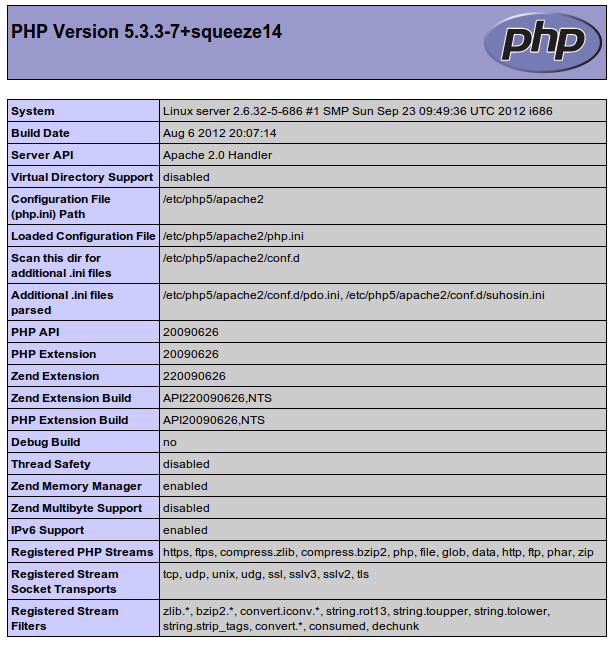 PHP Version 5.3.3-7+squeeze14
php
System Linux server 2.6.32-5-686 #1 SMP Sun Sep 23 09:49:36 UTC 2012 i686
Build Date Aug 6 2012 20:07:14
Server API Apache 2.0 Handler
Virtual Directory Support disabled
Configuration File /etc/php5/apache2
(php.ini) Path
Loaded Configuration File /etc/php5/apache2/php.ini
Scan this dir for /etc/php5/apache2/conf.d
additional .ini files
Additional .ini files /etc/php5/apache2/conf.d/pdo.ini, /etc/php5/apache2/conf.d/suhosin.ini
parsed
PHP API 20090626
PHP Extension 20090626
Zend Extension 220090626
Zend Extension Build API220090626,NTS
PHP Extension Build API20090626,NTS
Debug Build no
Thread Safety disabled
Zend Memory Manager enabled
Zend Multibyte Support disabled
IPv6 Support enabled
Registered PHP Streams https, ftps, compress.zlib, compress.bzip2, php, file, glob, data, http, ftp, phar, zip
Registered Stream tcp, udp, unix, udg, ssl, sslv3, sslv2, tls
Socket Transports
Registered Stream zlib.*, bzip2.*, convert.iconv.*, string.rot13, string.toupper, string.tolower,
Filters string.strip_tags, convert.*, consumed, dechunk